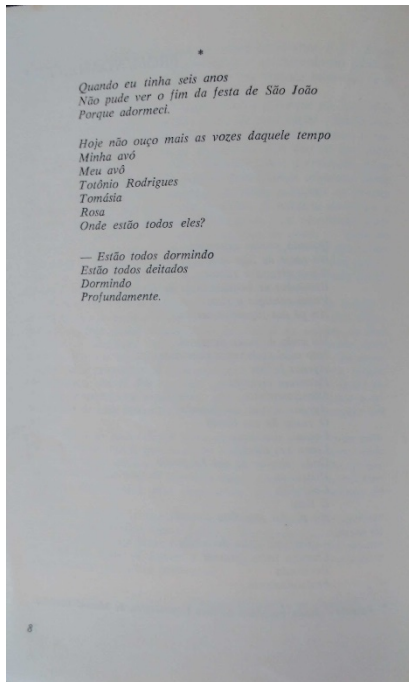 *
Quando eu tinha seis anos
Não pude ver o fim da festa de São João
Porque adormeci.
Hoje não ouço mais as vozes daquele tempo
Minha avó
Meu avô
Totônio Rodrigues
Tomásia
Rosa
Onde estão todos eles?
— Estão todos dormindo
Estão todos deitados
Dormindo
Profundamente.
8